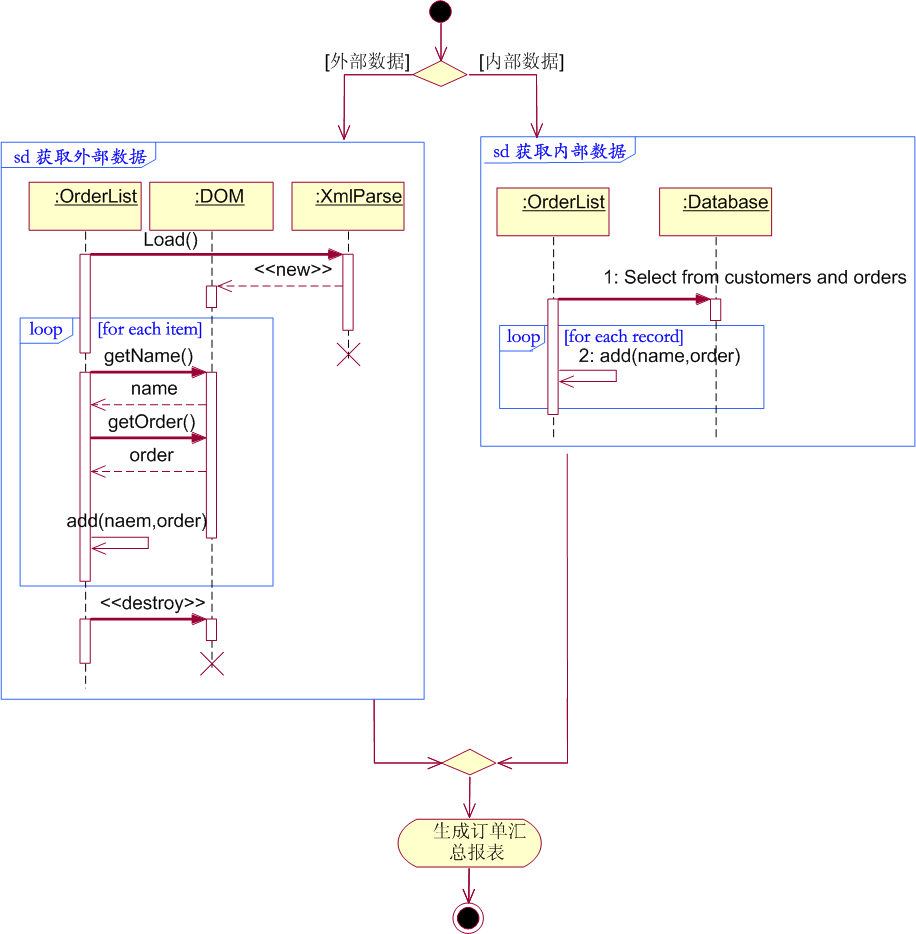 [外部数据]
[内部数据]
sd 获取外部数据
:OrderList
:DOM
:XmlParse
Load()
<<new>>
loop
[for each item]
getName()
name
getOrder()
order
add(naem,order)
<<destroy>>
sd 获取内部数据
:OrderList
:Database
1: Select from customers and orders
loop
[for each record]
2: add(name,order)
生成订单汇
总报表